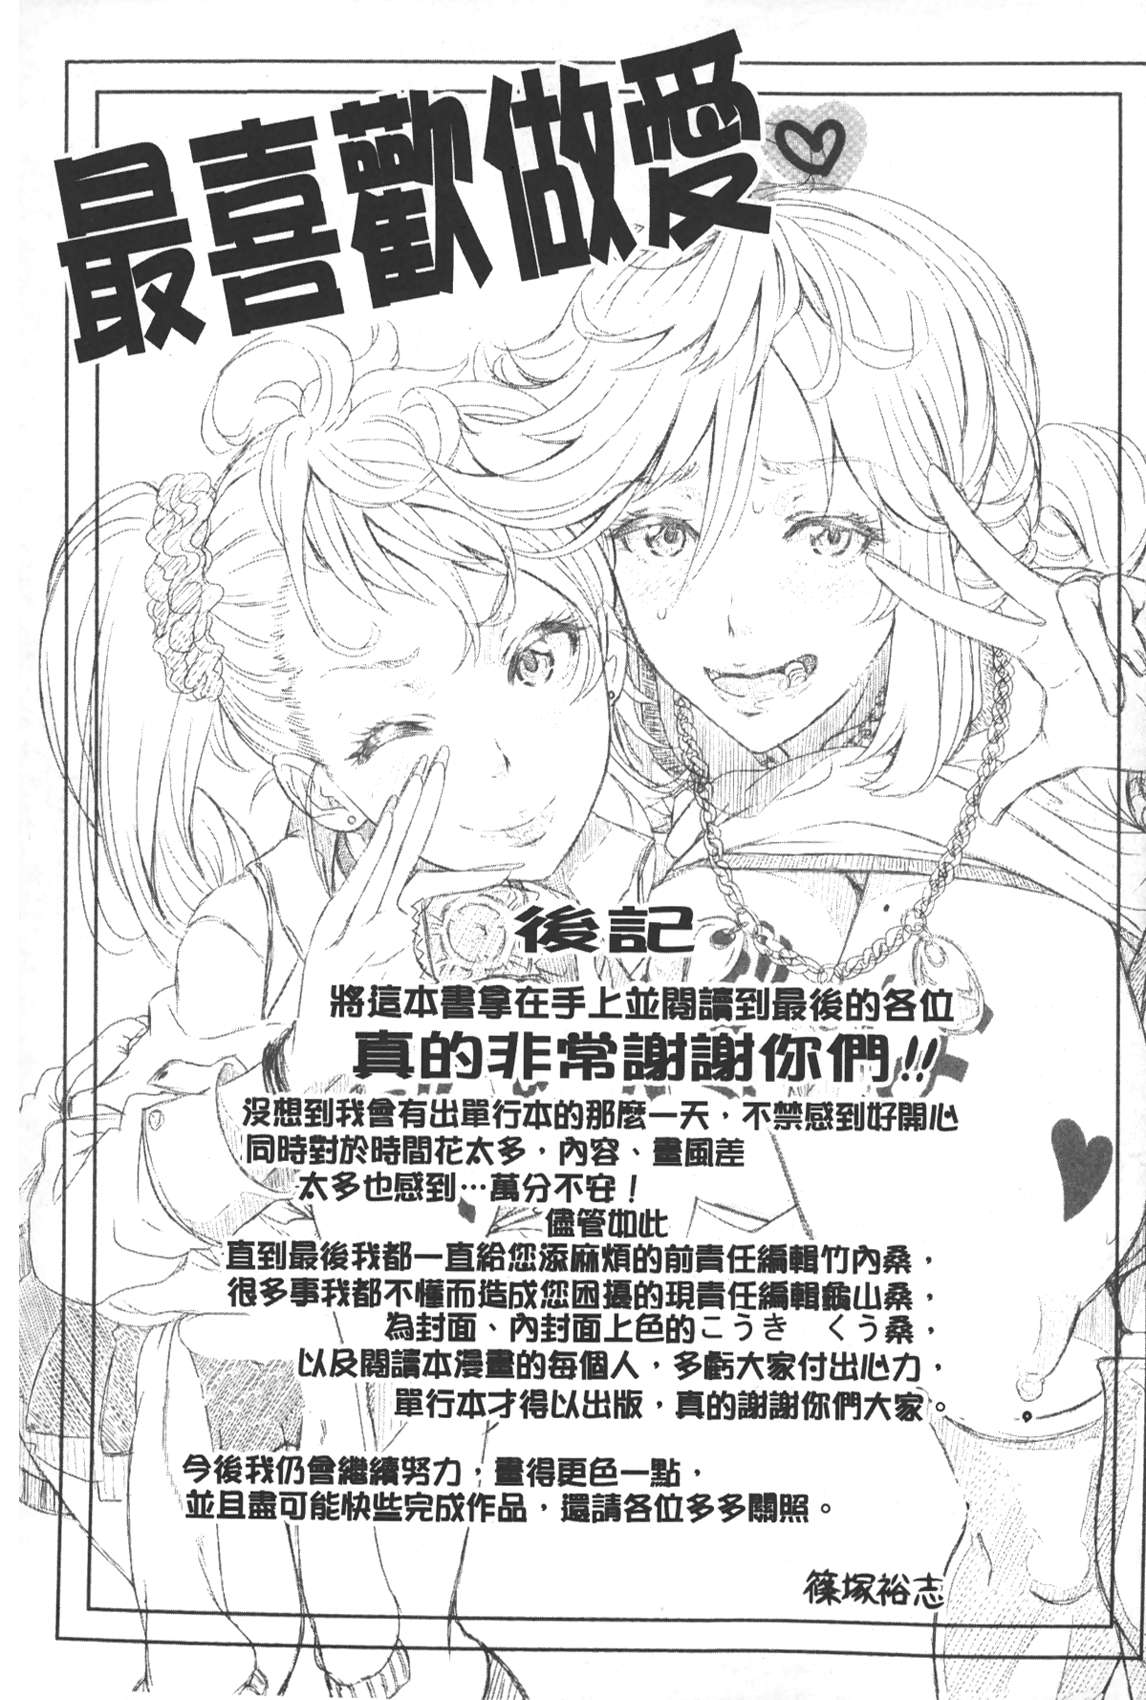 最喜歡做愛
後記
將這本書拿在手上並閱讀到最後的各位
真的非常謝謝你們!!
沒想到我會有出單行本的那麼一天，不禁感到好開心
同時對於時間花太多，內容、畫風差
太多也感到…萬分不安！
儘管如此
直到最後我都一直給您添麻煩的前責任編輯竹內桑，
很多事我都不懂而造成您困擾的現責任編輯龜山桑，
為封面、內封面上色的こうき　くう桑，
以及閱讀本漫畫的每個人，多虧大家付出心力，
單行本才得以出版，真的謝謝你們大家。
今後我仍會繼續努力，畫得更色一點，
並且盡可能快些完成作品，還請各位多多關照。
篠塚裕志